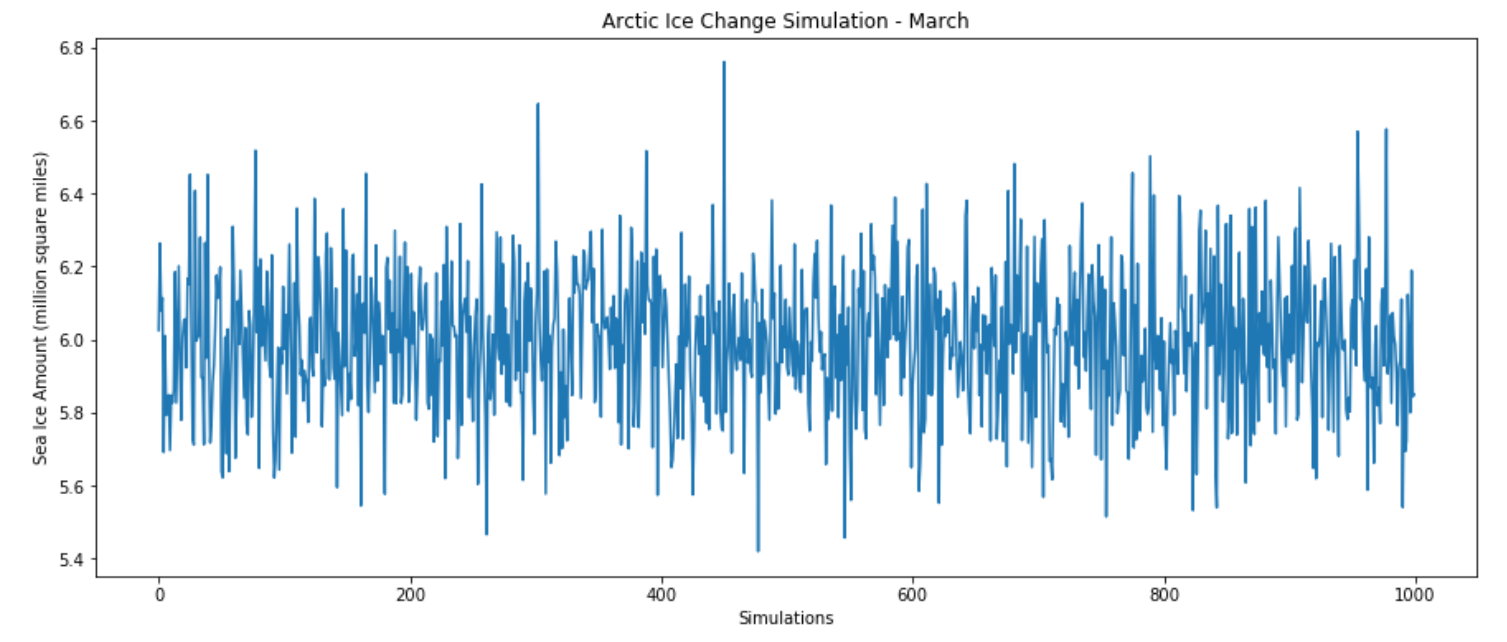 Arctic Ice Change Simulation - March
Sea Ice Amount (million square miles)
6.8
6.6
6.4
6.2
6.0
5.8
5.6
5.4
0 200 400 600 800 1000
Simulations